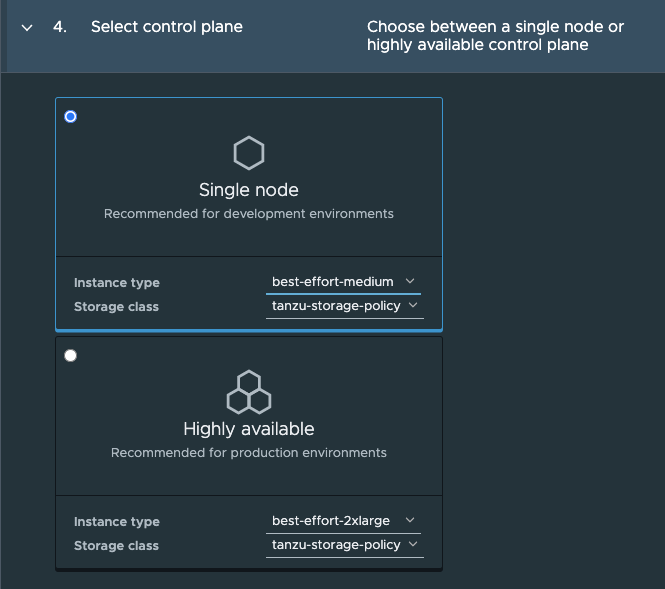 4. Select control plane
Choose between a single node or
highly available control plane
Single node
Recommended for development environments
Instance type best-effort-medium
Storage class tanzu-storage-policy
Highly available
Recommended for production environments
Instance type best-effort-2xlarge
Storage class tanzu-storage-policy